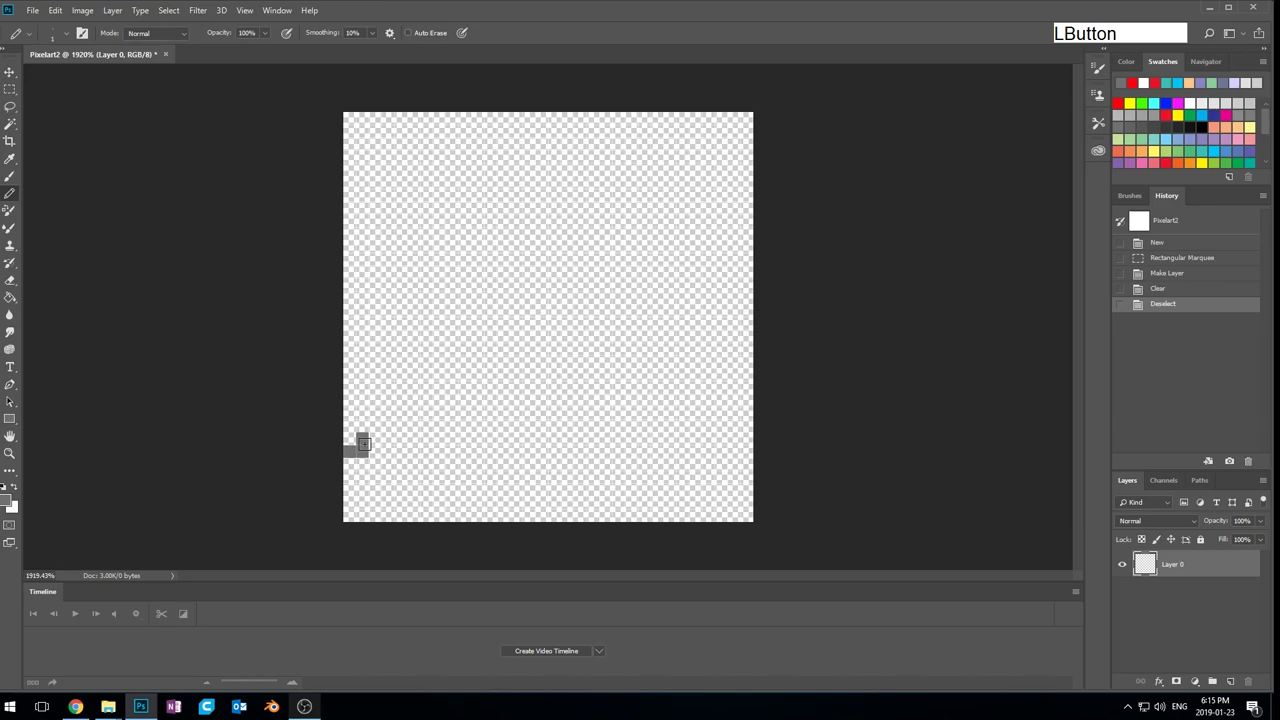 Ps File Edit Image Layer Type Select Filter 3D View Window Help
1 Mode: Normal Opacity: 100% Smoothing: 10% Auto Erase LButton
Pixelart2 @ 1920% (Layer 0, RGB/8) * ×
Color Swatches Navigator
Brushes History
Pixelart2
New
Rectangular Marquee
Make Layer
Clear
Deselect
Layers Channels Paths
Kind
Normal Opacity: 100%
Lock: Fill: 100%
Layer 0
1919.43% Doc: 3.00K/0 bytes
Timeline
Create Video Timeline
Ps
ENG
6:15 PM
2019-01-23